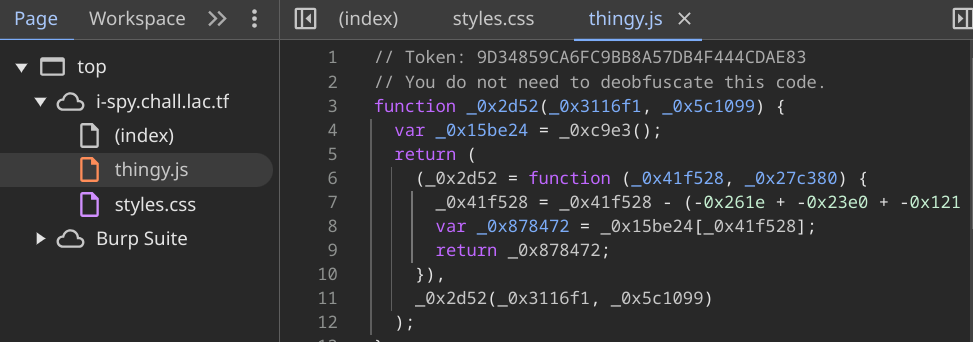 Page Workspace
(index) styles.css thingy.js
top
i-spy.chall.lac.tf
(index)
thingy.js
styles.css
Burp Suite
1 // Token: 9D34859CA6FC9BB8A57DB4F444CDAE83
2 // You do not need to deobfuscate this code.
3 function _0x2d52(_0x3116f1, _0x5c1099) {
4 var _0x15be24 = _0xc9e3();
5 return (
6 (_0x2d52 = function (_0x41f528, _0x27c380) {
7 _0x41f528 = _0x41f528 - (-0x261e + -0x23e0 + -0x121
8 var _0x878472 = _0x15be24[_0x41f528];
9 return _0x878472;
10 }),
11 _0x2d52(_0x3116f1, _0x5c1099)
12 );